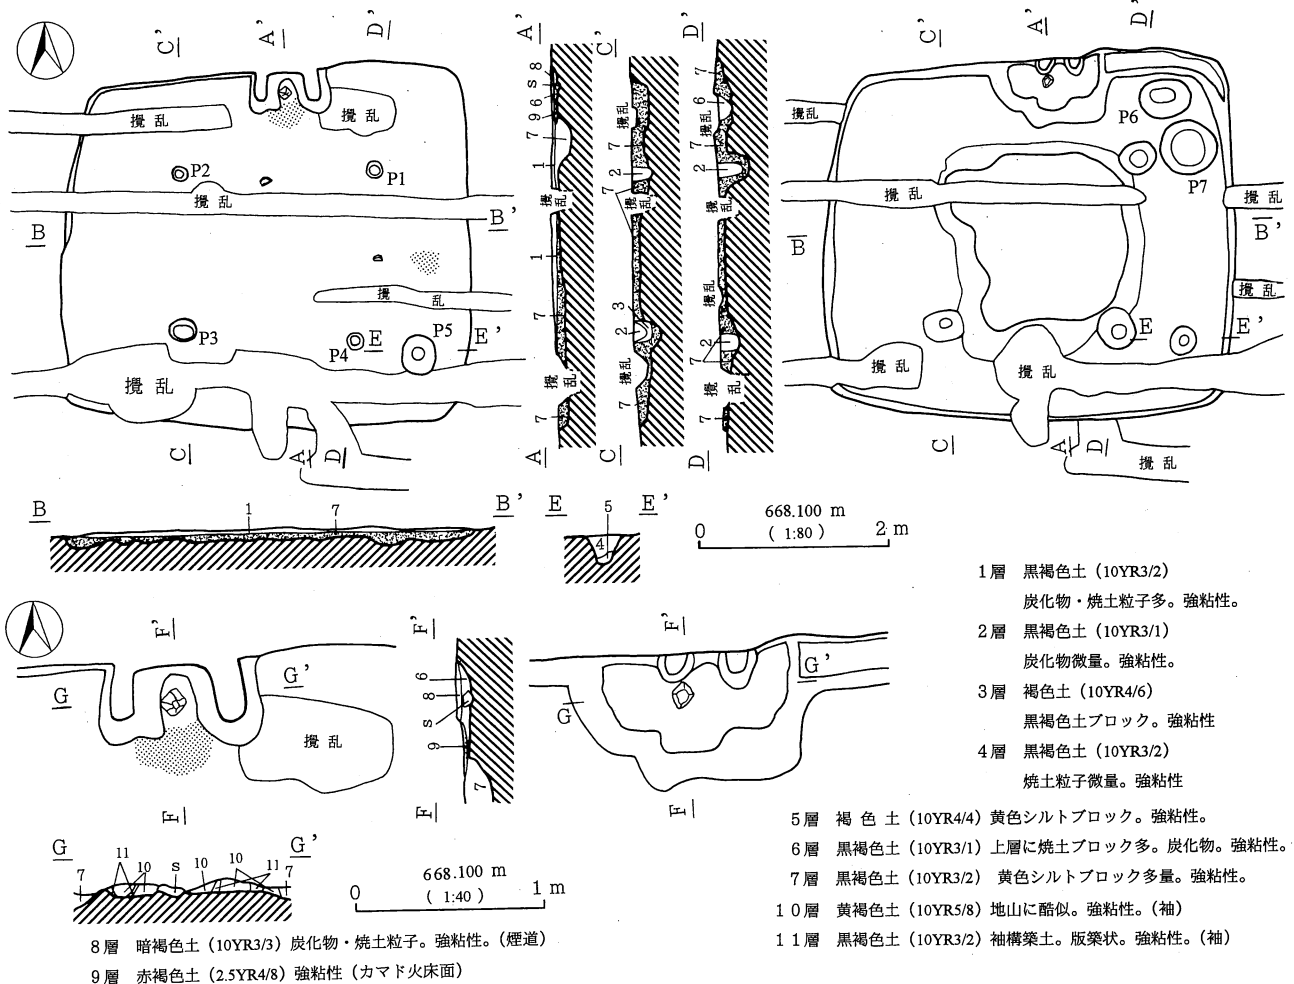 C'
A'
D'
攪 乱
攪 乱
P2
P1
攪 乱
B
B'
攪 乱
P3
P4
E
P5
E'
攪 乱
C
A
D
A'
C'
D'
8
S
6
9
7
1
攪 乱
1
7
攪 乱
7
攪乱
7
2
7
攪 乱
3
2
攪乱
7
7
6
攪乱
7
2
攪 乱
攪乱
2
7
攪 乱
7
A
C
D
C'
A'
D'
攪乱
P6
P7
攪 乱
攪 乱
B
B'
攪 乱
E
E'
攪 乱
攪 乱
C
A
D
攪 乱
B
1
7
B'
E
5
4
E'
668.100 m
0
( 1:80 )
2 m
F'
G
G'
攪 乱
F
F'
6
8
S
9
7
F
F'
G
G'
F
G
G'
7
11
10
S
10
10
11
7
668.100 m
0
( 1:40 )
1 m
1層 黒褐色土(10YR3/2)
炭化物・焼土粒子多。強粘性。
2層 黒褐色土(10YR3/1)
炭化物微量。強粘性。
3層 褐色土(10YR4/6)
黒褐色土ブロック。強粘性
4層 黒褐色土(10YR3/2)
焼土粒子微量。強粘性
5層 褐 色 土(10YR4/4)黄色シルトブロック。強粘性。
6層 黒褐色土(10YR3/1)上層に焼土ブロック多。炭化物。強粘性。
7層 黒褐色土(10YR3/2) 黄色シルトブロック多量。強粘性。
10層 黄褐色土(10YR5/8)地山に酷似。強粘性。(袖)
11層 黒褐色土(10YR3/2)袖構築土。版築状。強粘性。(袖)
8層 暗褐色土(10YR3/3)炭化物・焼土粒子。強粘性。(煙道)
9層 赤褐色土(2.5YR4/8)強粘性(カマド火床面)